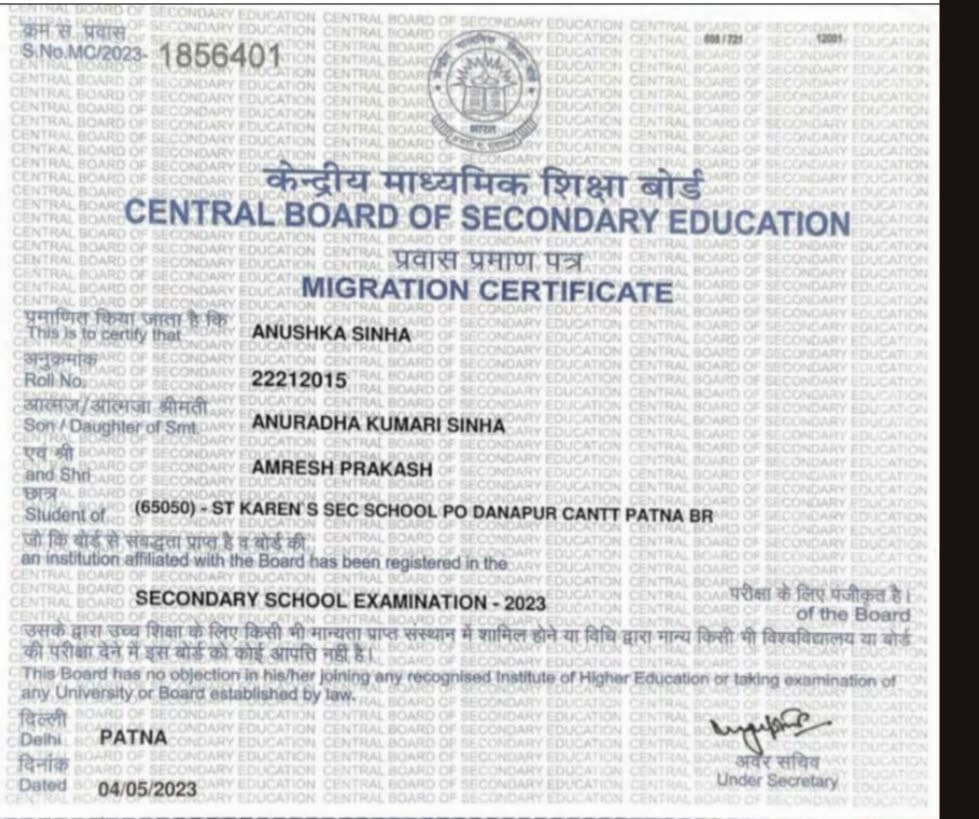 क्रम सं. प्रवास
S.No.MC/2023- 1856401
केन्द्रीय माध्यमिक शिक्षा बोर्ड
CENTRAL BOARD OF SECONDARY EDUCATION
प्रवास प्रमाण पत्र
MIGRATION CERTIFICATE
प्रमाणित किया जाता है कि
This is to certify that ANUSHKA SINHA
अनुक्रमांक
Roll No. 22212015
आत्मज/आत्मजा श्रीमती
Son / Daughter of Smt. ANURADHA KUMARI SINHA
एवं श्री
and Shri AMRESH PRAKASH
छात्र
Student of (65050) - ST KAREN'S SEC SCHOOL PO DANAPUR CANTT PATNA BR
जो कि बोर्ड से संबद्धता प्राप्त है व बोर्ड की
an institution affiliated with the Board has been registered in the
SECONDARY SCHOOL EXAMINATION - 2023
परीक्षा के लिए पंजीकृत है।
of the Board
उसके द्वारा उच्च शिक्षा के लिए किसी भी मान्यता प्राप्त संस्थान में शामिल होने या विधि द्वारा मान्य किसी भी विश्वविद्यालय या बोर्ड
की परीक्षा देने में इस बोर्ड को कोई आपत्ति नहीं है।
This Board has no objection in his/her joining any recognised Institute of Higher Education or taking examination of
any University or Board established by law.
दिल्ली
Delhi PATNA
दिनांक
Dated 04/05/2023
अवर सचिव
Under Secretary